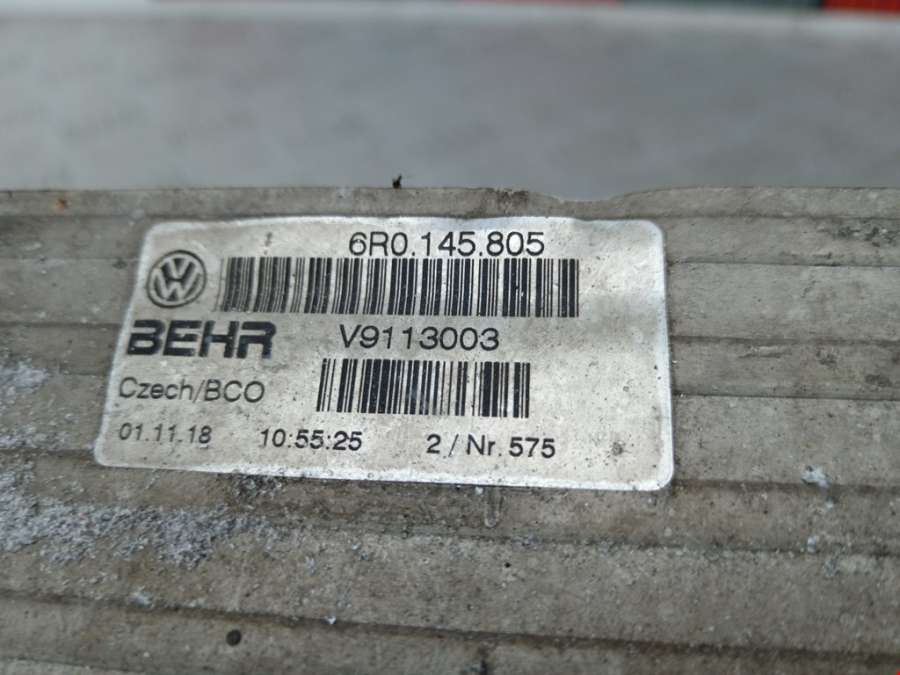 6R0.145.805
BEHR V9113003
Czech/BCO
01.11.18 10:55:25 2 / Nr. 575